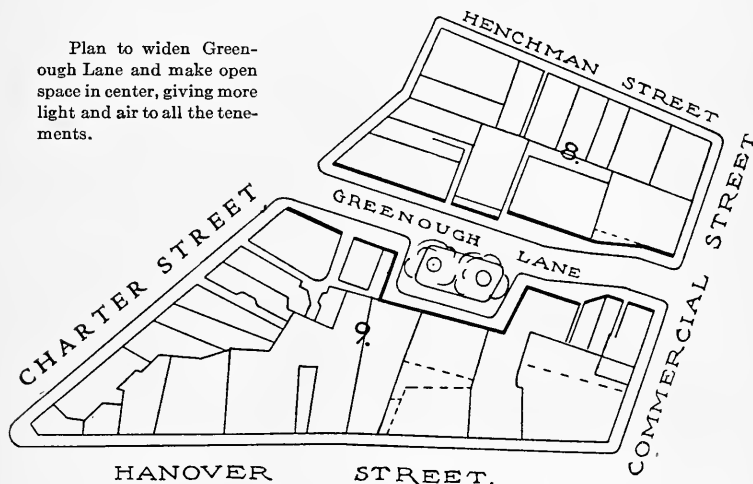 Plan to widen Green-
ough Lane and make open
space in center, giving more
light and air to all the tene-
ments.
HENCHMAN STREET
8.
GREENOUGH LANE
COMMERCIAL STREET
CHARTER STREET
9.
HANOVER STREET.